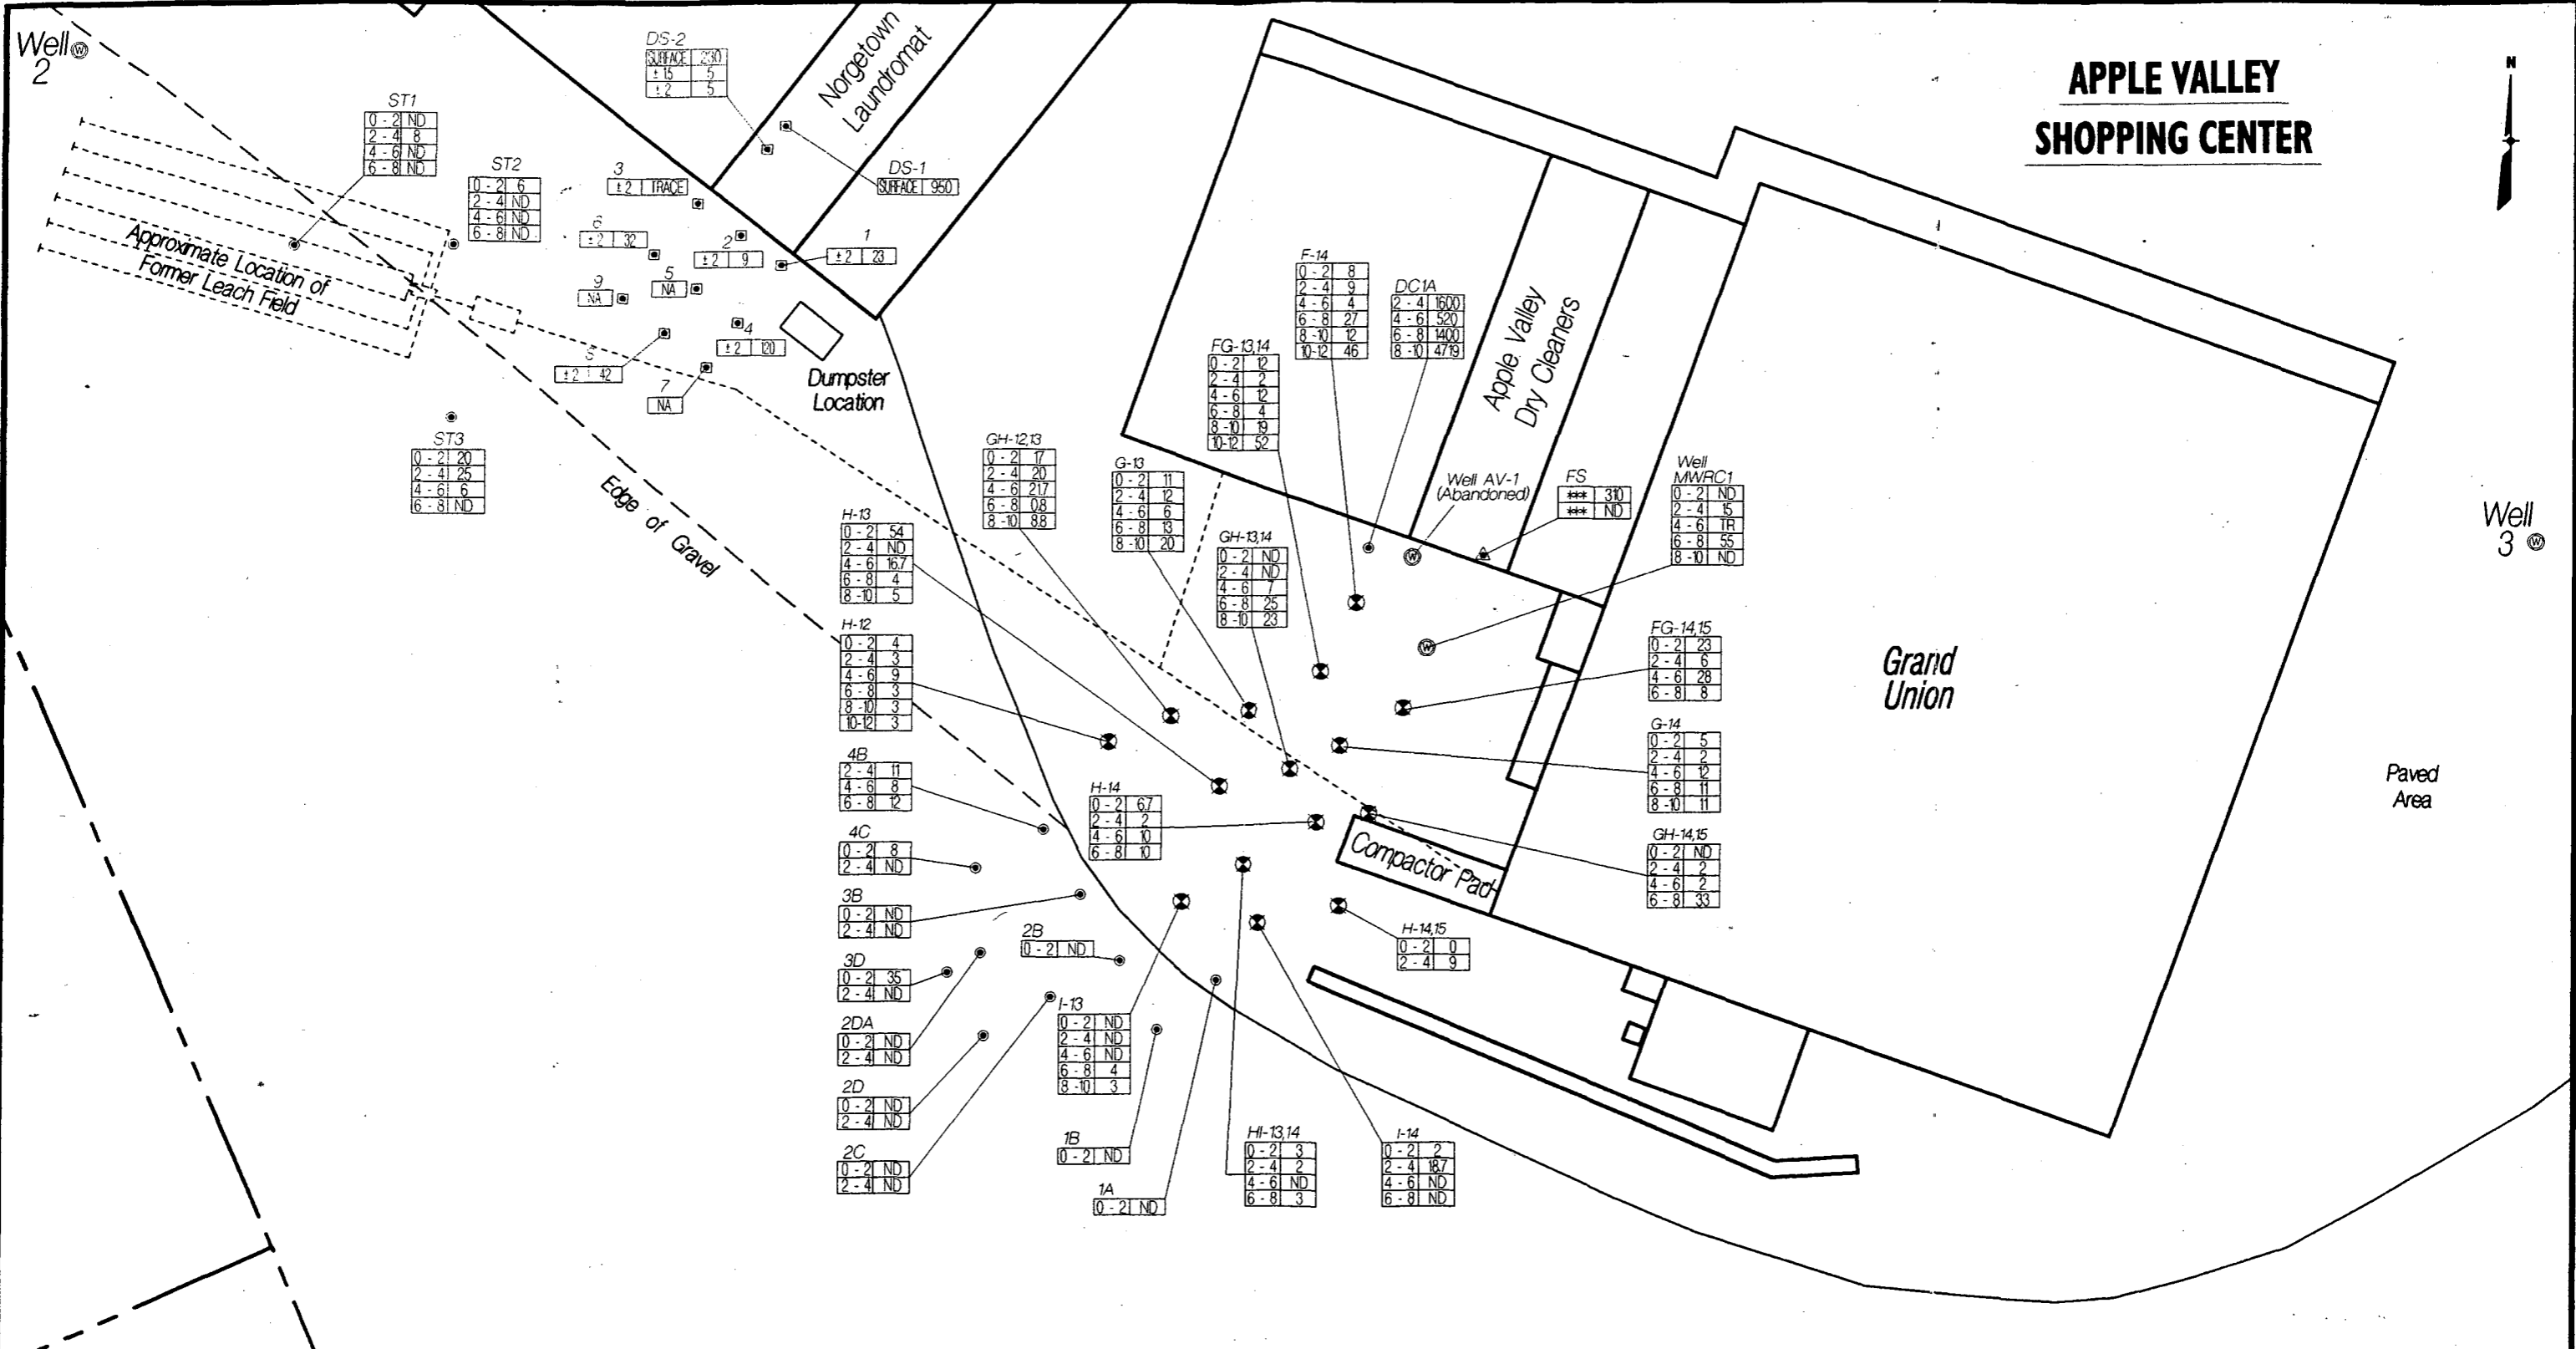 APPLE VALLEY
SHOPPING CENTER
N
Well
2
Norgetown
Laundromat
DS-2
SURFACE 230
±1.5 5
±2 5
DS-1
SURFACE 950
ST1
0-2 ND
2-4 8
4-6 ND
6-8 ND
ST2
0-2 6
2-4 ND
4-6 ND
6-8 ND
3
±2 TRACE
6
±2 32
2
±2 9
1
±2 23
9
NA
5
NA
4
±2 120
±2 42
7
NA
Dumpster
Location
Approximate Location of
Former Leach Field
ST3
0-2 20
2-4 25
4-6 6
6-8 ND
Edge of Gravel
F-14
0-2 8
2-4 9
4-6 4
6-8 27
8-10 12
10-12 46
DC1A
2-4 1600
4-6 520
6-8 1400
8-10 4719
Apple Valley
Dry Cleaners
FG-13,14
0-2 12
2-4 2
4-6 12
6-8 4
8-10 19
10-12 52
GH-12,13
0-2 17
2-4 20
4-6 21.7
6-8 0.8
8-10 8.8
G-13
0-2 11
2-4 12
4-6 6
6-8 13
8-10 20
Well AV-1
(Abandoned)
FS
*** 310
*** ND
Well
MWRC1
0-2 ND
2-4 15
4-6 TR
6-8 55
8-10 ND
Well
3
H-13
0-2 54
2-4 ND
4-6 16.7
6-8 4
8-10 5
GH-13,14
0-2 ND
2-4 ND
4-6 7
6-8 25
8-10 23
H-12
0-2 4
2-4 3
4-6 9
6-8 3
8-10 3
10-12 3
FG-14,15
0-2 23
2-4 6
4-6 28
6-8 8
Grand
Union
G-14
0-2 5
2-4 2
4-6 12
6-8 11
8-10 11
Paved
Area
4B
2-4 11
4-6 8
6-8 12
H-14
0-2 6.7
2-4 2
4-6 10
6-8 10
Compactor Pad
GH-14,15
0-2 ND
2-4 2
4-6 2
6-8 33
4C
0-2 8
2-4 ND
3B
0-2 ND
2-4 ND
2B
0-2 ND
H-14,15
0-2 0
2-4 9
3D
0-2 35
2-4 ND
2DA
0-2 ND
2-4 ND
I-13
0-2 ND
2-4 ND
4-6 ND
6-8 4
8-10 3
2D
0-2 ND
2-4 ND
2C
0-2 ND
2-4 ND
1B
0-2 ND
1A
0-2 ND
HI-13,14
0-2 3
2-4 2
4-6 ND
6-8 3
I-14
0-2 2
2-4 18.7
4-6 ND
6-8 ND